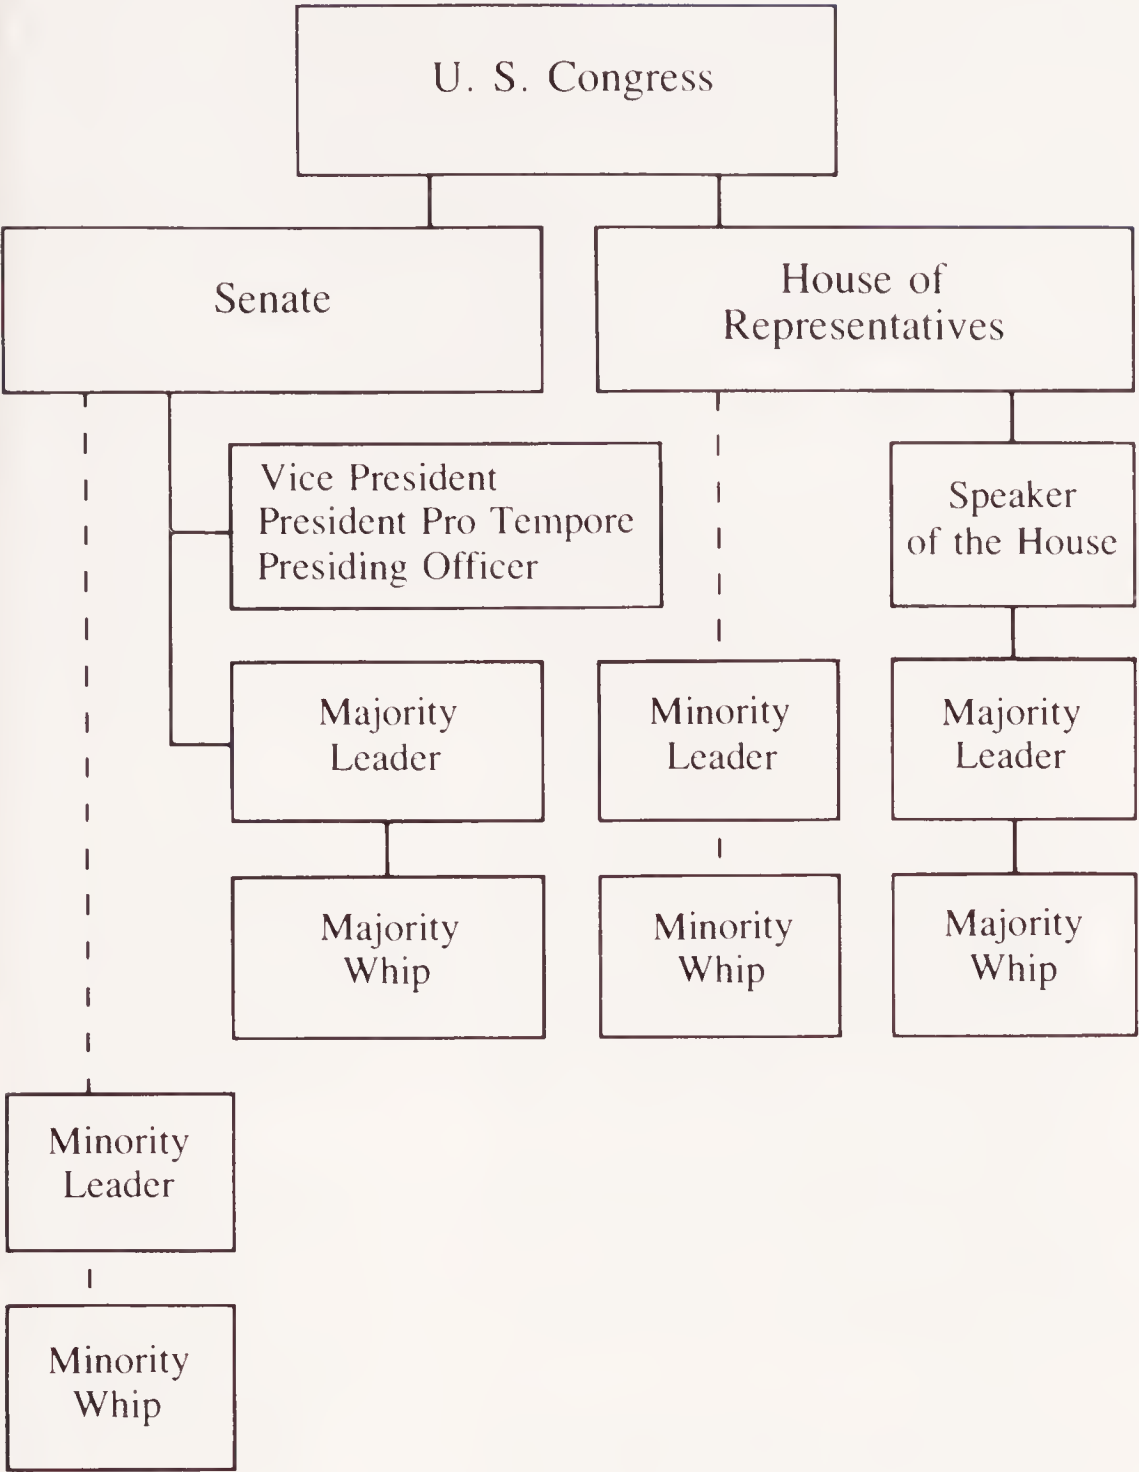 U. S. Congress
Senate
House of
Representatives
Vice President
President Pro Tempore
Presiding Officer
Speaker
of the House
Majority
Leader
Minority
Leader
Majority
Leader
Majority
Whip
Minority
Whip
Majority
Whip
Minority
Leader
Minority
Whip